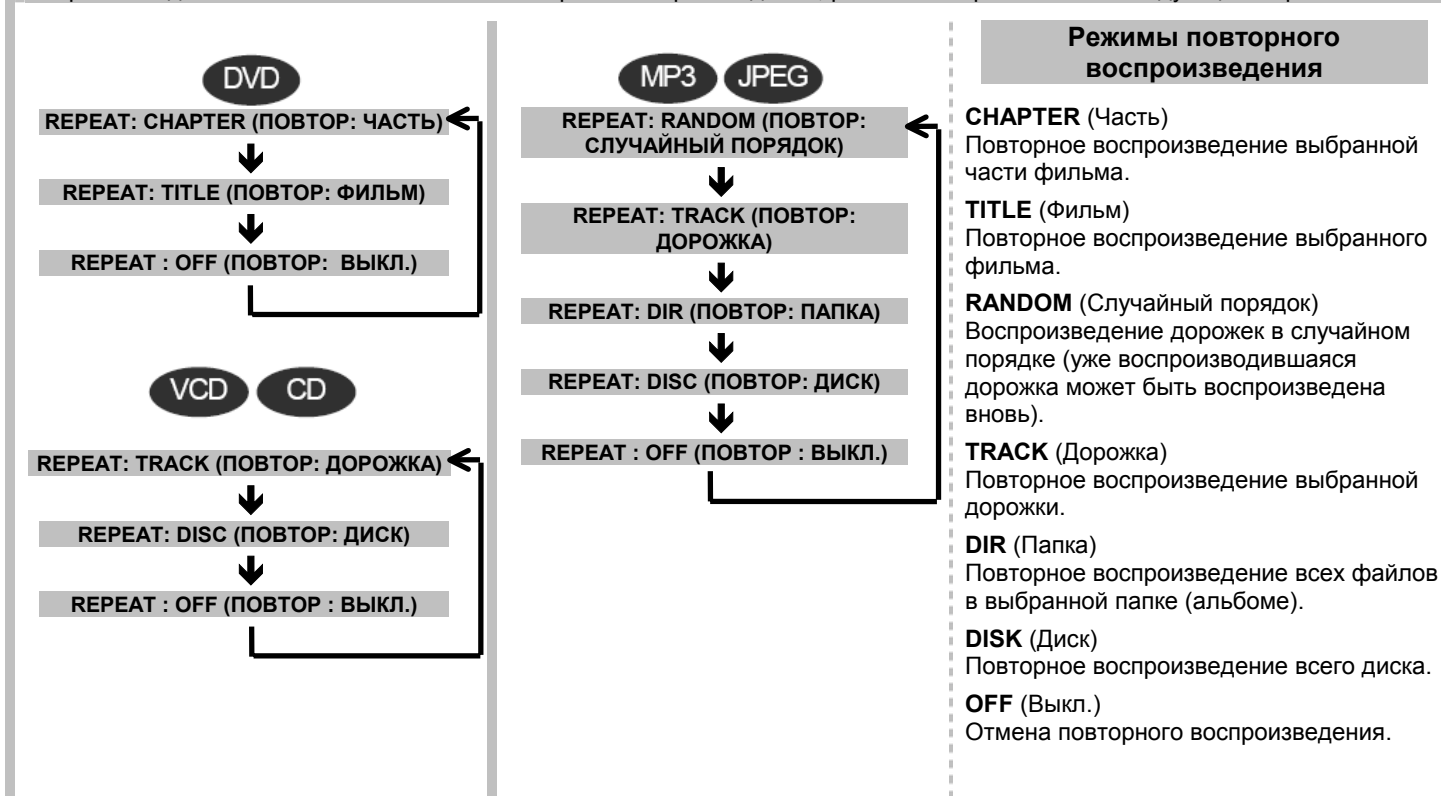 DVD
REPEAT: CHAPTER (ПОВТОР: ЧАСТЬ)
REPEAT: TITLE (ПОВТОР: ФИЛЬМ)
REPEAT : OFF (ПОВТОР: ВЫКЛ.)
VCD CD
REPEAT: TRACK (ПОВТОР: ДОРОЖКА)
REPEAT: DISC (ПОВТОР: ДИСК)
REPEAT : OFF (ПОВТОР : ВЫКЛ.)
MP3 JPEG
REPEAT: RANDOM (ПОВТОР:
СЛУЧАЙНЫЙ ПОРЯДОК)
REPEAT: TRACK (ПОВТОР:
ДОРОЖКА)
REPEAT: DIR (ПОВТОР: ПАПКА)
REPEAT: DISC (ПОВТОР: ДИСК)
REPEAT : OFF (ПОВТОР : ВЫКЛ.)
Режимы повторного
воспроизведения
CHAPTER (Часть)
Повторное воспроизведение выбранной
части фильма.
TITLE (Фильм)
Повторное воспроизведение выбранного
фильма.
RANDOM (Случайный порядок)
Воспроизведение дорожек в случайном
порядке (уже воспроизводившаяся
дорожка может быть воспроизведена
вновь).
TRACK (Дорожка)
Повторное воспроизведение выбранной
дорожки.
DIR (Папка)
Повторное воспроизведение всех файлов
в выбранной папке (альбоме).
DISK (Диск)
Повторное воспроизведение всего диска.
OFF (Выкл.)
Отмена повторного воспроизведения.